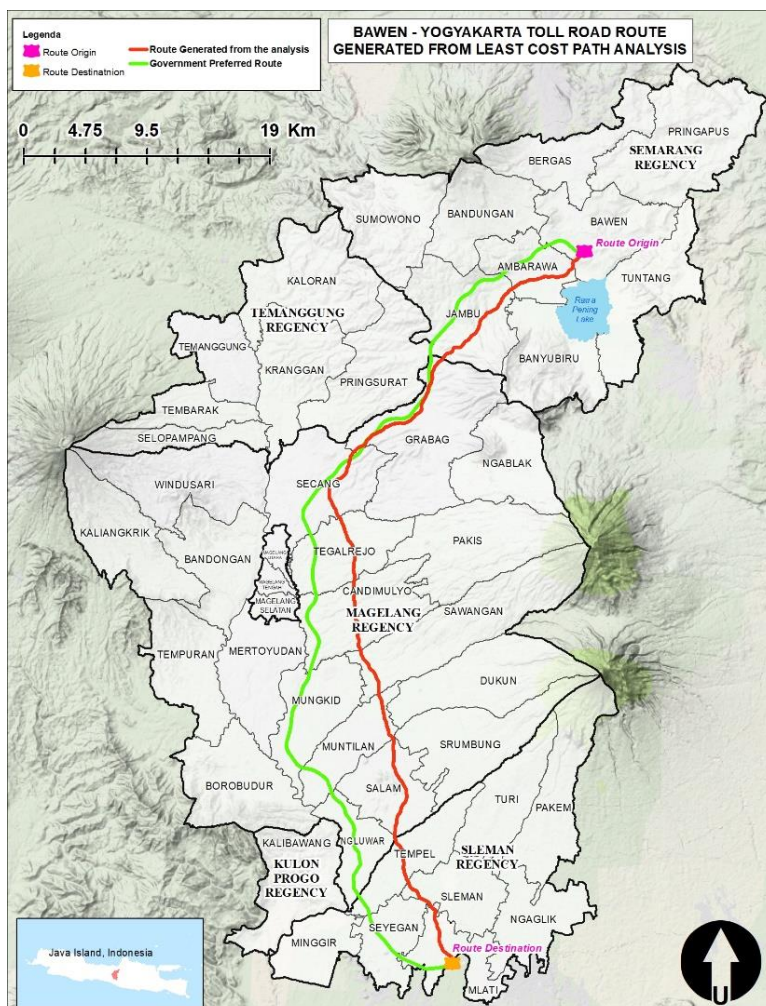 BAWEN - YOGYAKARTA TOLL ROAD ROUTE
GENERATED FROM LEAST COST PATH ANALYSIS
Legenda
Route Origin
Route Destinatnion
Route Generated from the analysis
Government Preferred Route
0 4.75 9.5 19 Km
PRINGAPUS
SEMARANG
REGENCY
BERGAS
SUMOWONO
BANDUNGAN
BAWEN
Route Origin
AMBARAWA
TUNTANG
KALORAN
Rawa
Pening
Lake
TEMANGGUNG
REGENCY
JAMBU
TEMANGGUNG
BANYUBIRU
KRANGGAN
PRINGSURAT
TEMBARAK
SELOPAMPANG
GRABAG
NGABLAK
SECANG
WINDUSARI
KALIANGKRIK
BANDONGAN
TEGALREJO
PAKIS
MAGELANG
SELATAN
CANDIMULYO
MAGELANG
REGENCY
SAWANGAN
TEMPURAN
MERTOYUDAN
DUKUN
MUNGKID
MUNTILAN
SRUMBUNG
BOROBUDUR
SALAM
TURI
PAKEM
KALIBAWANG
NGLUWAR
TEMPEL
SLEMAN
REGENCY
KULON
PROGO
REGENCY
SLEMAN
NGAGLIK
SEYEGAN
MINGGIR
Route Destination
MLATI
Java Island, Indonesia
U